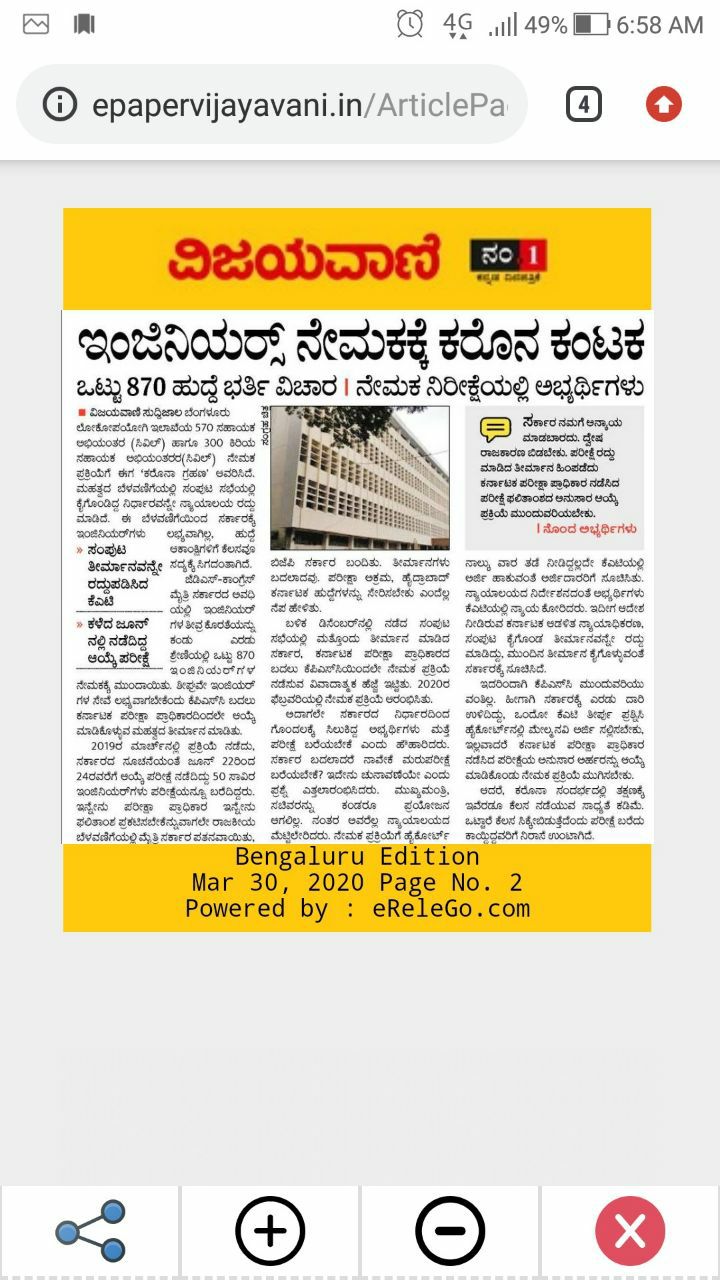 49% 6:58 AM
4G
epapervijayavani.in/ArticlePa
4
ವಿಜಯವಾಣಿ
ನಂ.1
ಕನ್ನಡ ದಿನಪತ್ರಿಕೆ
ಇಂಜಿನಿಯರ್ಸ್ ನೇಮಕಕ್ಕೆ ಕರೊನ ಕಂಟಕ
ಒಟ್ಟು 870 ಹುದ್ದೆ ಭರ್ತಿ ವಿಚಾರ | ನೇಮಕ ನಿರೀಕ್ಷೆಯಲ್ಲಿ ಅಭ್ಯರ್ಥಿಗಳು
■ ವಿಜಯವಾಣಿ ಸುದ್ದಿಜಾಲ ಬೆಂಗಳೂರು
ಲೋಕೋಪಯೋಗಿ ಇಲಾಖೆಯ 570 ಸಹಾಯಕ
ಅಭಿಯಂತರ (ಸಿವಿಲ್) ಹಾಗೂ 300 ಕಿರಿಯ
ಸಹಾಯಕ ಅಭಿಯಂತರರ(ಸಿವಿಲ್) ನೇಮಕ
ಪ್ರಕ್ರಿಯೆಗೆ ಈಗ 'ಕರೊನಾ ಗ್ರಹಣ' ಆವರಿಸಿದೆ.
ಮಹತ್ವದ ಬೆಳವಣಿಗೆಯಲ್ಲಿ ಸಂಪುಟ ಸಭೆಯಲ್ಲಿ
ಕೈಗೊಂಡಿದ್ದ ನಿರ್ಧಾರವನ್ನೇ ನ್ಯಾಯಾಲಯ ರದ್ದು
ಮಾಡಿದೆ. ಈ ಬೆಳವಣಿಗೆಯಿಂದ ಸರ್ಕಾರಕ್ಕೆ
ಇಂಜಿನಿಯರ್‌ಗಳು ಲಭ್ಯವಾಗಿಲ್ಲ, ಹುದ್ದೆ
ಆಕಾಂಕ್ಷಿಗಳಿಗೆ ಕೆಲಸವೂ
ಸದ್ಯಕ್ಕೆ ಸಿಗದಂತಾಗಿದೆ.
» ಸಂಪುಟ
ತೀರ್ಮಾನವನ್ನೇ
ರದ್ದುಪಡಿಸಿದ
ಕೆಎಟಿ
» ಕಳೆದ ಜೂನ್
ನಲ್ಲಿ ನಡೆದಿದ್ದ
ಆಯ್ಕೆ ಪರೀಕ್ಷೆ
ಜೆಡಿಎಸ್-ಕಾಂಗ್ರೆಸ್
ಮೈತ್ರಿ ಸರ್ಕಾರದ ಅವಧಿ
ಯಲ್ಲಿ ಇಂಜಿನಿಯರ್
ಗಳ ತೀವ್ರ ಕೊರತೆಯನ್ನು
ಕಂಡು ಎರಡು
ಶ್ರೇಣಿಯಲ್ಲಿ ಒಟ್ಟು 870
ಇಂಜಿನಿಯರ್‌ಗಳ
ನೇಮಕಕ್ಕೆ ಮುಂದಾಯಿತು. ಶೀಘ್ರವೇ ಇಂಜಿಯರ್
ಗಳ ಸೇವೆ ಲಭ್ಯವಾಗಬೇಕೆಂದು ಕೆಪಿಎಸ್‌ಸಿ ಬದಲು
ಕರ್ನಾಟಕ ಪರೀಕ್ಷಾ ಪ್ರಾಧಿಕಾರದಿಂದಲೇ ಆಯ್ಕೆ
ಮಾಡಿಕೊಳ್ಳುವ ಮಹತ್ವದ ತೀರ್ಮಾನ ಮಾಡಿತು.
2019ರ ಮಾರ್ಚ್‌ನಲ್ಲಿ ಪ್ರಕ್ರಿಯೆ ನಡೆದು,
ಸರ್ಕಾರದ ಸೂಚನೆಯಂತೆ ಜೂನ್ 22ರಿಂದ
24ರವರೆಗೆ ಆಯ್ಕೆ ಪರೀಕ್ಷೆ ನಡೆದಿದ್ದು 50 ಸಾವಿರ
ಇಂಜಿನಿಯರ್‌ಗಳು ಪರೀಕ್ಷೆಯನ್ನೂ ಬರೆದಿದ್ದರು.
ಇನ್ನೇನು ಪರೀಕ್ಷಾ ಪ್ರಾಧಿಕಾರ ಇನ್ನೇನು
ಫಲಿತಾಂಶ ಪ್ರಕಟಿಸಬೇಕೆನ್ನುವಾಗಲೇ ರಾಜಕೀಯ
ಬೆಳವಣಿಗೆಯಲ್ಲಿ ಮೈತ್ರಿ ಸರ್ಕಾರ ಪತನವಾಯಿತು,
ಸಂಗ್ರಹ ಚಿತ್ರ
ಬಿಜೆಪಿ ಸರ್ಕಾರ ಬಂದಿತು. ತೀರ್ಮಾನಗಳು
ಬದಲಾದವು. ಪರೀಕ್ಷಾ ಅಕ್ರಮ, ಹೈದ್ರಾಬಾದ್
ಕರ್ನಾಟಕ ಹುದ್ದೆಗಳನ್ನು ಸೇರಿಸಬೇಕು ಎಂದೆಲ್ಲ
ನೆಪ ಹೇಳಿತು.
ಬಳಿಕ ಡಿಸೆಂಬರ್‌ನಲ್ಲಿ ನಡೆದ ಸಂಪುಟ
ಸಭೆಯಲ್ಲಿ ಮತ್ತೊಂದು ತೀರ್ಮಾನ ಮಾಡಿದ
ಸರ್ಕಾರ, ಕರ್ನಾಟಕ ಪರೀಕ್ಷಾ ಪ್ರಾಧಿಕಾರದ
ಬದಲು ಕೆಪಿಎಸ್‌ಸಿಯಿಂದಲೇ ನೇಮಕ ಪ್ರಕ್ರಿಯೆ
ನಡೆಸುವ ವಿವಾದಾತ್ಮಕ ಹೆಜ್ಜೆ ಇಟ್ಟಿತು. 2020ರ
ಫೆಬ್ರವರಿಯಲ್ಲಿ ನೇಮಕ ಪ್ರಕ್ರಿಯೆ ಆರಂಭಿಸಿತು.
ಅದಾಗಲೇ ಸರ್ಕಾರದ ನಿರ್ಧಾರದಿಂದ
ಗೊಂದಲಕ್ಕೆ ಸಿಲುಕಿದ್ದ ಅಭ್ಯರ್ಥಿಗಳು ಮತ್ತೆ
ಪರೀಕ್ಷೆ ಬರೆಯಬೇಕೆ ಎಂದು ಹೌಹಾರಿದರು.
ಸರ್ಕಾರ ಬದಲಾದರೆ ನಾವೇಕೆ ಮರುಪರೀಕ್ಷೆ
ಬರೆಯಬೇಕೆ? ಇದೇನು ಚುನಾವಣೆಯೇ ಎಂದು
ಪ್ರಶ್ನೆ ಎತ್ತಲಾರಂಭಿಸಿದರು. ಮುಖ್ಯಮಂತ್ರಿ,
ಸಚಿವರನ್ನು ಕಂಡರೂ ಪ್ರಯೋಜನ
ಆಗಲಿಲ್ಲ. ನಂತರ ಅವರೆಲ್ಲ ನ್ಯಾಯಾಲಯದ
ಮೆಟ್ಟಿಲೇರಿದರು. ನೇಮಕ ಪ್ರಕ್ರಿಯೆಗೆ ಹೈಕೋರ್ಟ್
ಸರ್ಕಾರ ನಮಗೆ ಅನ್ಯಾಯ
ಮಾಡಬಾರದು. ದ್ವೇಷ
ರಾಜಕಾರಣ ಬಿಡಬೇಕು. ಪರೀಕ್ಷೆ ರದ್ದು
ಮಾಡಿದ ತೀರ್ಮಾನ ಹಿಂಪಡೆದು
ಕರ್ನಾಟಕ ಪರೀಕ್ಷಾ ಪ್ರಾಧಿಕಾರ ನಡೆಸಿದ
ಪರೀಕ್ಷೆ ಫಲಿತಾಂಶದ ಅನುಸಾರ ಆಯ್ಕೆ
ಪ್ರಕ್ರಿಯೆ ಮುಂದುವರಿಯಬೇಕು.
| ನೊಂದ ಅಭ್ಯರ್ಥಿಗಳು
ನಾಲ್ಕು ವಾರ ತಡೆ ನೀಡಿದ್ದಲ್ಲದೇ ಕೆಎಟಿಯಲ್ಲಿ
ಅರ್ಜಿ ಹಾಕುವಂತೆ ಅರ್ಜಿದಾರರಿಗೆ ಸೂಚಿಸಿತು.
ನ್ಯಾಯಾಲಯದ ನಿರ್ದೇಶನದಂತೆ ಅಭ್ಯರ್ಥಿಗಳು
ಕೆಎಟಿಯಲ್ಲಿ ನ್ಯಾಯ ಕೋರಿದರು. ಇದೀಗ ಆದೇಶ
ನೀಡಿರುವ ಕರ್ನಾಟಕ ಆಡಳಿತ ನ್ಯಾಯಾಧಿಕರಣ,
ಸಂಪುಟ ಕೈಗೊಂಡ ತೀರ್ಮಾನವನ್ನೇ ರದ್ದು
ಮಾಡಿದ್ದು, ಮುಂದಿನ ತೀರ್ಮಾನ ಕೈಗೊಳ್ಳುವಂತೆ
ಸರ್ಕಾರಕ್ಕೆ ಸೂಚಿಸಿದೆ.
ಇದರಿಂದಾಗಿ ಕೆಪಿಎಸ್‌ಸಿ ಮುಂದುವರಿಯು
ವಂತಿಲ್ಲ. ಹೀಗಾಗಿ ಸರ್ಕಾರಕ್ಕೆ ಎರಡು ದಾರಿ
ಉಳಿದಿದ್ದು, ಒಂದೋ ಕೆಎಟಿ ತೀರ್ಪು ಪ್ರಶ್ನಿಸಿ
ಹೈಕೋರ್ಟ್‌ನಲ್ಲಿ ಮೇಲ್ಮನವಿ ಅರ್ಜಿ ಸಲ್ಲಿಸಬೇಕು,
ಇಲ್ಲವಾದರೆ ಕರ್ನಾಟಕ ಪರೀಕ್ಷಾ ಪ್ರಾಧಿಕಾರ
ನಡೆಸಿದ ಪರೀಕ್ಷೆಯ ಅನುಸಾರ ಅರ್ಹರನ್ನು ಆಯ್ಕೆ
ಮಾಡಿಕೊಂಡು ನೇಮಕ ಪ್ರಕ್ರಿಯೆ ಮುಗಿಸಬೇಕು.
ಆದರೆ, ಕರೊನಾ ಸಂದರ್ಭದಲ್ಲಿ ತಕ್ಷಣಕ್ಕೆ
ಇವೆರಡೂ ಕೆಲಸ ನಡೆಯುವ ಸಾಧ್ಯತೆ ಕಡಿಮೆ.
ಒಟ್ಟಾರೆ ಕೆಲಸ ಸಿಕ್ಕೇಬಿಡುತ್ತದೆಂದು ಪರೀಕ್ಷೆ ಬರೆದು
ಕಾಯ್ದಿದ್ದವರಿಗೆ ನಿರಾಸೆ ಉಂಟಾಗಿದೆ.
Bengaluru Edition
Mar 30, 2020 Page No. 2
Powered by : eReleGo.com